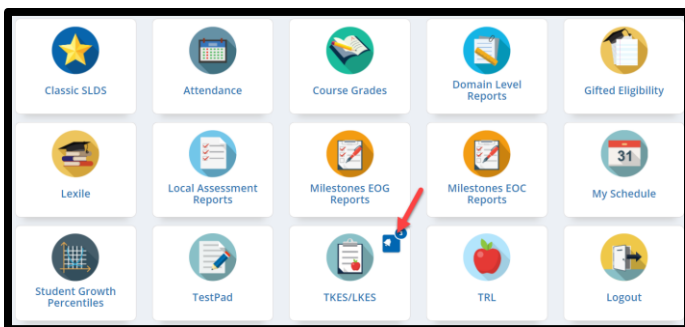 Classic SLDS
Attendance
Course Grades
Domain Level
Reports
Gifted Eligibility
Lexile
Local Assessment
Reports
Milestones EOG
Reports
Milestones EOC
Reports
31
My Schedule
Student Growth
Percentiles
TestPad
TKES/LKES
TRL
Logout